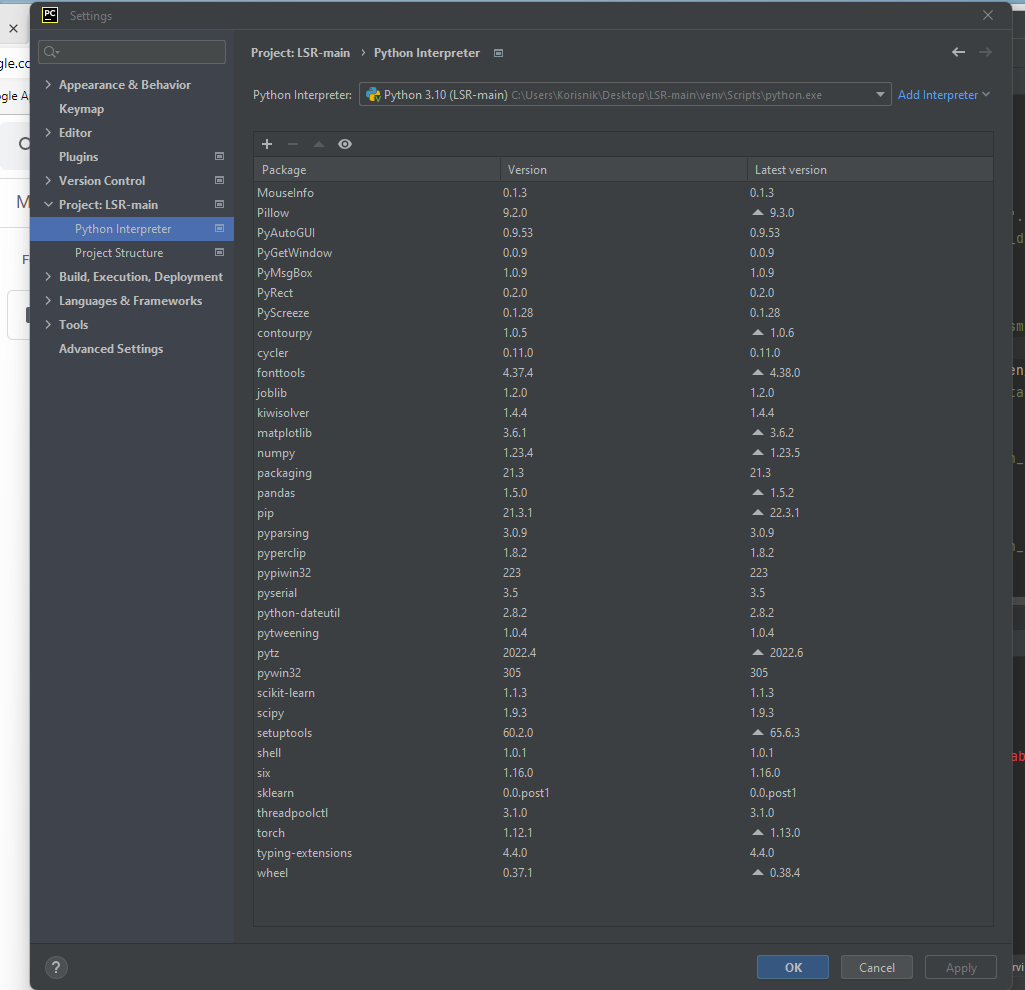 PC Settings
gle.co
gle A
Project: LSR-main › Python Interpreter
Python Interpreter: Python 3.10 (LSR-main) C:\Users\Korisnik\Desktop\LSR-main\venv\Scripts\python.exe Add Interpreter
Appearance & Behavior
Keymap
Editor
Plugins
Version Control
Project: LSR-main
Python Interpreter
Project Structure
Build, Execution, Deployment
Languages & Frameworks
Tools
Advanced Settings
Package Version Latest version
MouseInfo 0.1.3 0.1.3
Pillow 9.2.0 9.3.0
PyAutoGUI 0.9.53 0.9.53
PyGetWindow 0.0.9 0.0.9
PyMsgBox 1.0.9 1.0.9
PyRect 0.2.0 0.2.0
PyScreeze 0.1.28 0.1.28
contourpy 1.0.5 1.0.6
cycler 0.11.0 0.11.0
fonttools 4.37.4 4.38.0
joblib 1.2.0 1.2.0
kiwisolver 1.4.4 1.4.4
matplotlib 3.6.1 3.6.2
numpy 1.23.4 1.23.5
packaging 21.3 21.3
pandas 1.5.0 1.5.2
pip 21.3.1 22.3.1
pyparsing 3.0.9 3.0.9
pyperclip 1.8.2 1.8.2
pypiwin32 223 223
pyserial 3.5 3.5
python-dateutil 2.8.2 2.8.2
pytweening 1.0.4 1.0.4
pytz 2022.4 2022.6
pywin32 305 305
scikit-learn 1.1.3 1.1.3
scipy 1.9.3 1.9.3
setuptools 60.2.0 65.6.3
shell 1.0.1 1.0.1
six 1.16.0 1.16.0
sklearn 0.0.post1 0.0.post1
threadpoolctl 3.1.0 3.1.0
torch 1.12.1 1.13.0
typing-extensions 4.4.0 4.4.0
wheel 0.37.1 0.38.4
? OK Cancel Apply